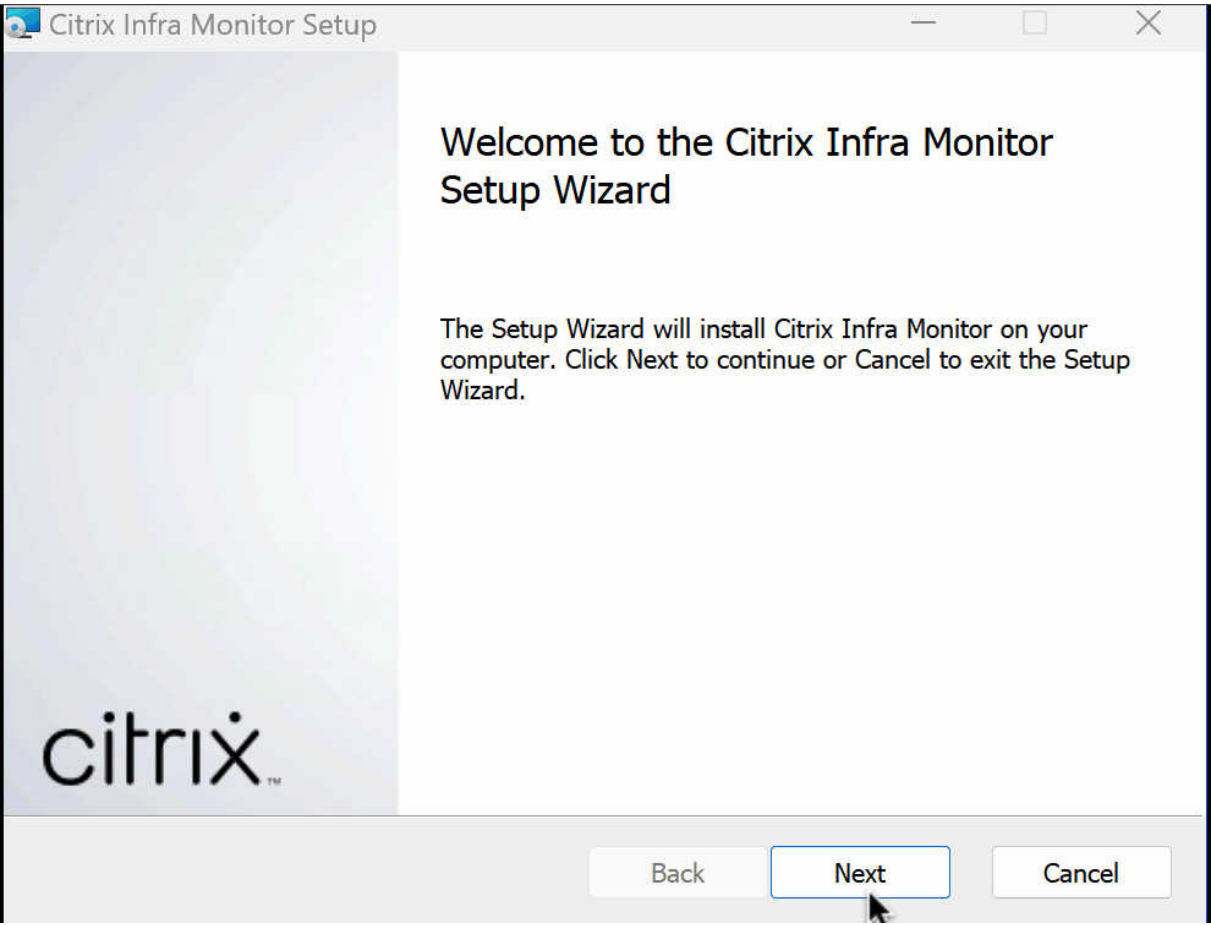 Citrix Infra Monitor Setup
Welcome to the Citrix Infra Monitor
Setup Wizard
The Setup Wizard will install Citrix Infra Monitor on your
computer. Click Next to continue or Cancel to exit the Setup
Wizard.
citrix™
Back Next Cancel